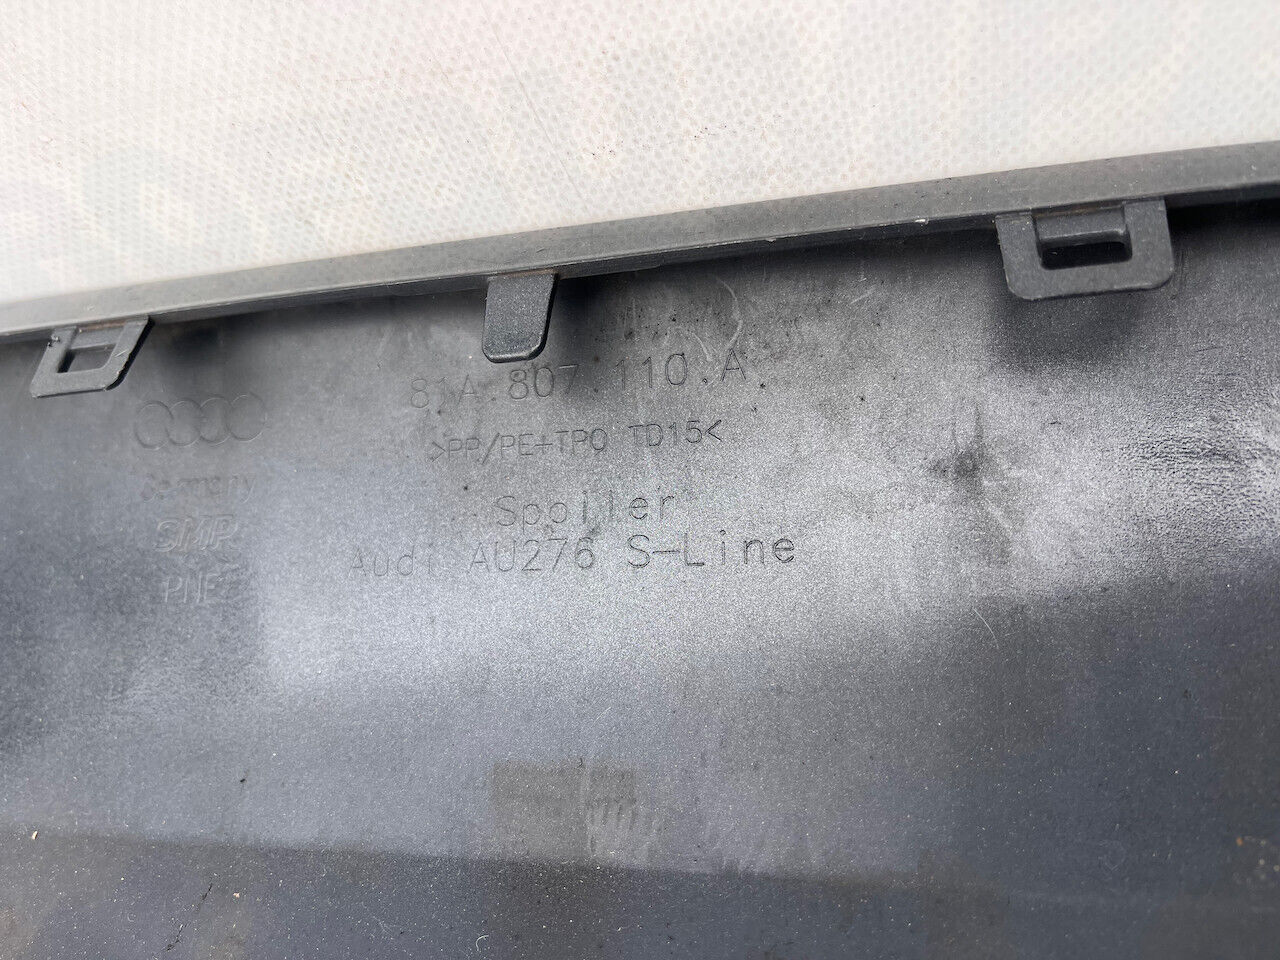 81A.807.110.A
>PP/PE+TPO TD15<
Spoiler
Audi AU276 S-Line
Germany
SMP